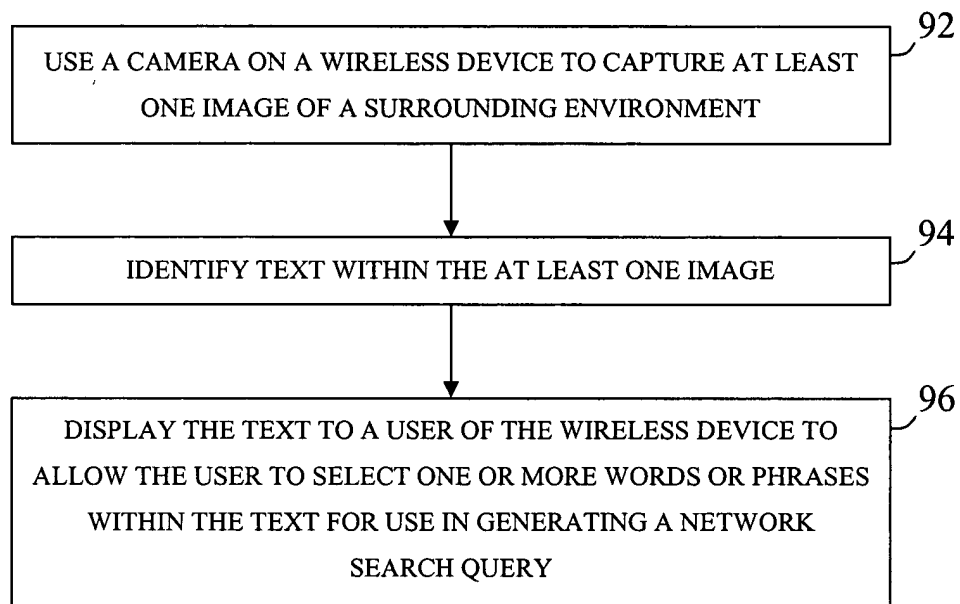 92
USE A CAMERA ON A WIRELESS DEVICE TO CAPTURE AT LEAST
ONE IMAGE OF A SURROUNDING ENVIRONMENT
94
IDENTIFY TEXT WITHIN THE AT LEAST ONE IMAGE
96
DISPLAY THE TEXT TO A USER OF THE WIRELESS DEVICE TO
ALLOW THE USER TO SELECT ONE OR MORE WORDS OR PHRASES
WITHIN THE TEXT FOR USE IN GENERATING A NETWORK
SEARCH QUERY